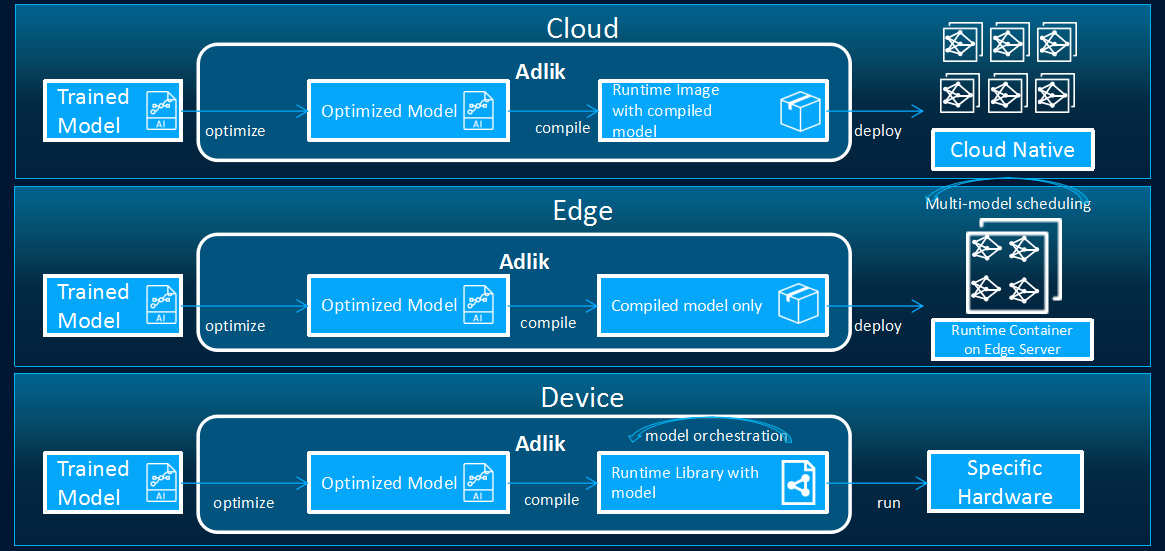 Cloud
Adlik
Trained
Model
AI
optimize
Optimized Model
AI
compile
Runtime Image
with compiled
model
deploy
Cloud Native
Edge
Adlik
Trained
Model
AI
optimize
Optimized Model
AI
compile
Compiled model only
deploy
Multi-model scheduling
Runtime Container
on Edge Server
Device
Adlik
Trained
Model
AI
optimize
Optimized Model
AI
compile
model orchestration
Runtime Library with
model
run
Specific
Hardware